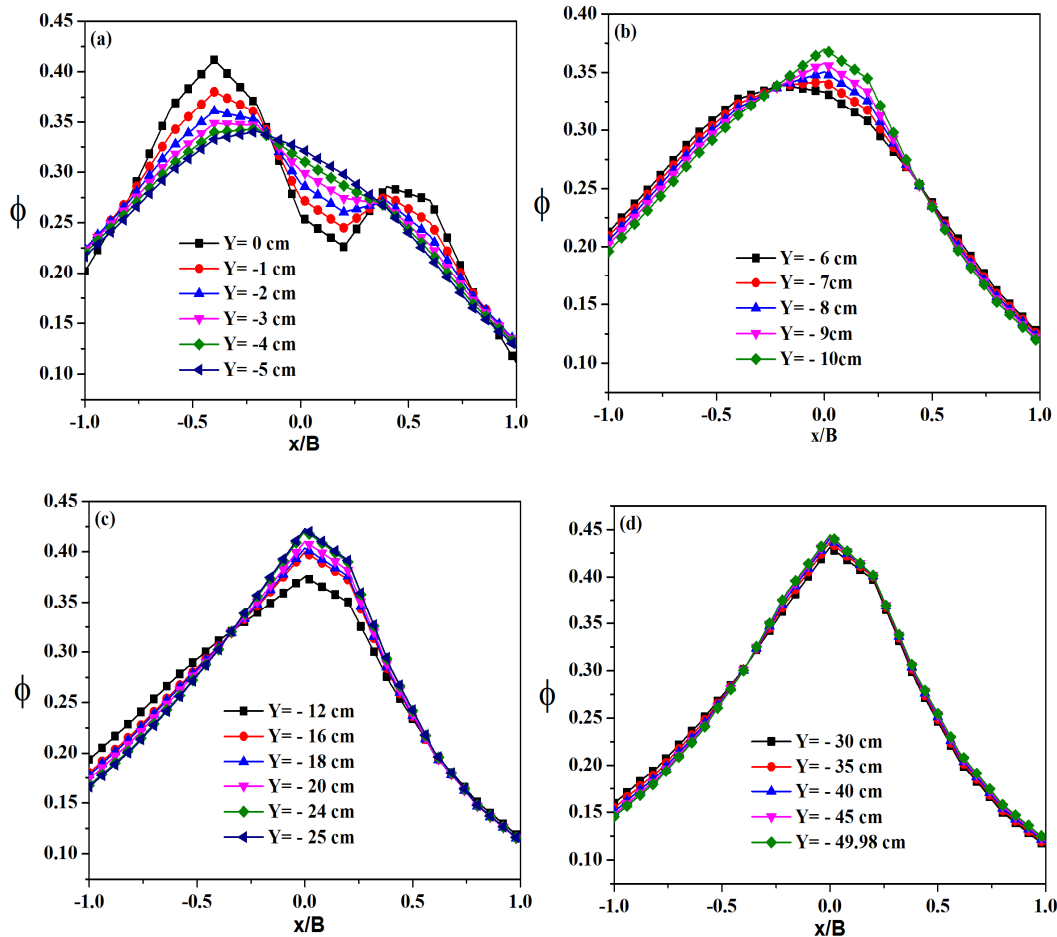 (a)
0.45
0.40
0.35
0.30
0.25
0.20
0.15
0.10
ϕ
Y= 0 cm
Y= -1 cm
Y= -2 cm
Y= -3 cm
Y= -4 cm
Y= -5 cm
-1.0 -0.5 0.0 0.5 1.0
x/B
(b)
0.40
0.35
0.30
0.25
0.20
0.15
0.10
ϕ
Y= - 6 cm
Y= - 7cm
Y= - 8 cm
Y= - 9cm
Y= - 10cm
-1.0 -0.5 0.0 0.5 1.0
x/B
(c)
0.45
0.40
0.35
0.30
0.25
0.20
0.15
0.10
ϕ
Y= - 12 cm
Y= - 16 cm
Y= - 18 cm
Y= - 20 cm
Y= - 24 cm
Y= - 25 cm
-1.0 -0.5 0.0 0.5 1.0
x/B
(d)
0.45
0.40
0.35
0.30
0.25
0.20
0.15
0.10
ϕ
Y= - 30 cm
Y= - 35 cm
Y= - 40 cm
Y= - 45 cm
Y= - 49.98 cm
-1.0 -0.5 0.0 0.5 1.0
x/B